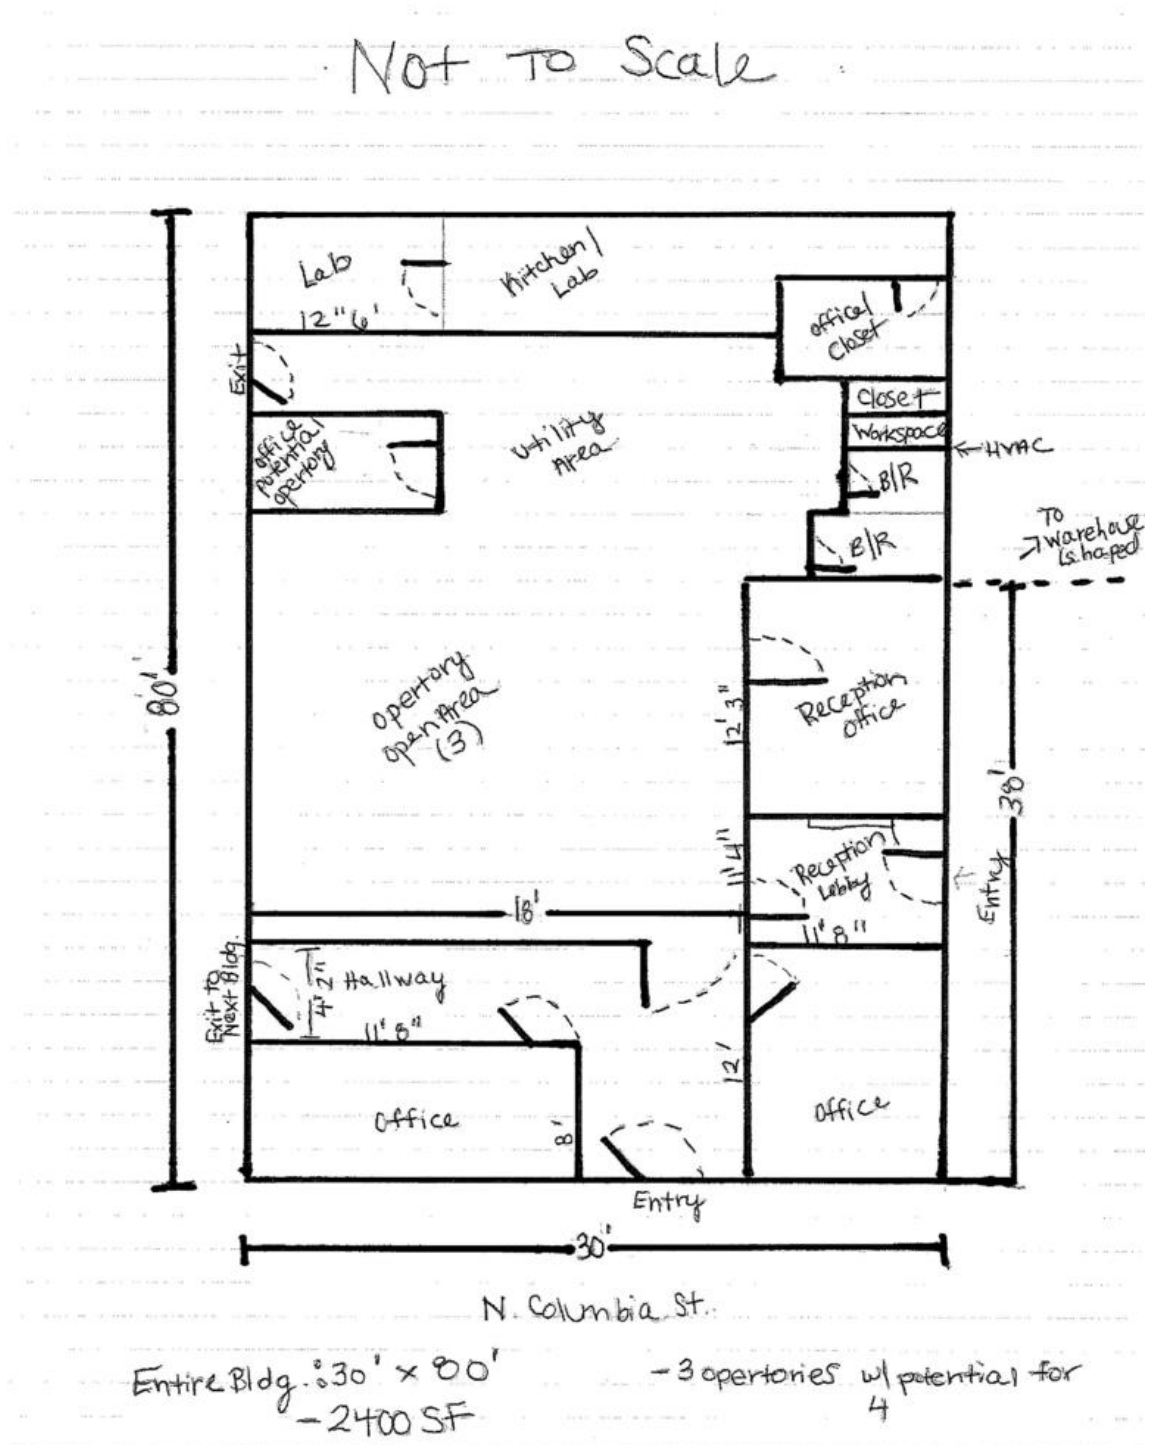 Not To Scale
Lab
Kitchen/
Lab
12"6'
office/
Closet
Exit
Closet
Workspace
HVAC
office
potential
opertory
Utility
Area
B/R
To
Warehouse
Lshaped
B/R
80'
opertory
open Area
(3)
12'3"
Reception
office
38'
11'4"
Reception/
Lobby
Entry
18'
11'8"
Exit to
Next Bldg.
4'2"
Hallway
11'8"
12'
office
8'
office
Entry
30'
N. Columbia St.
Entire Bldg.: 30' x 80'
- 2400 SF
- 3 opertories w/ potential for
4